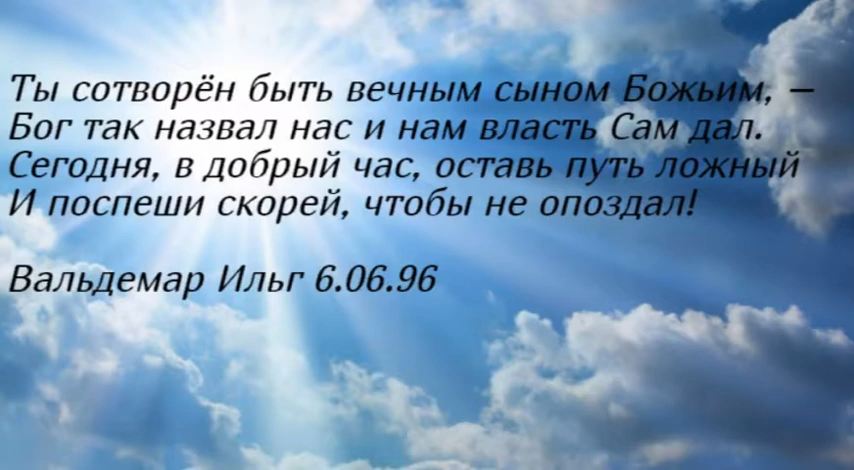 Ты сотворён быть вечным сыном Божьим, –
Бог так назвал нас и нам власть Сам дал.
Сегодня, в добрый час, оставь путь ложный
И поспеши скорей, чтобы не опоздал!
Вальдемар Ильг 6.06.96